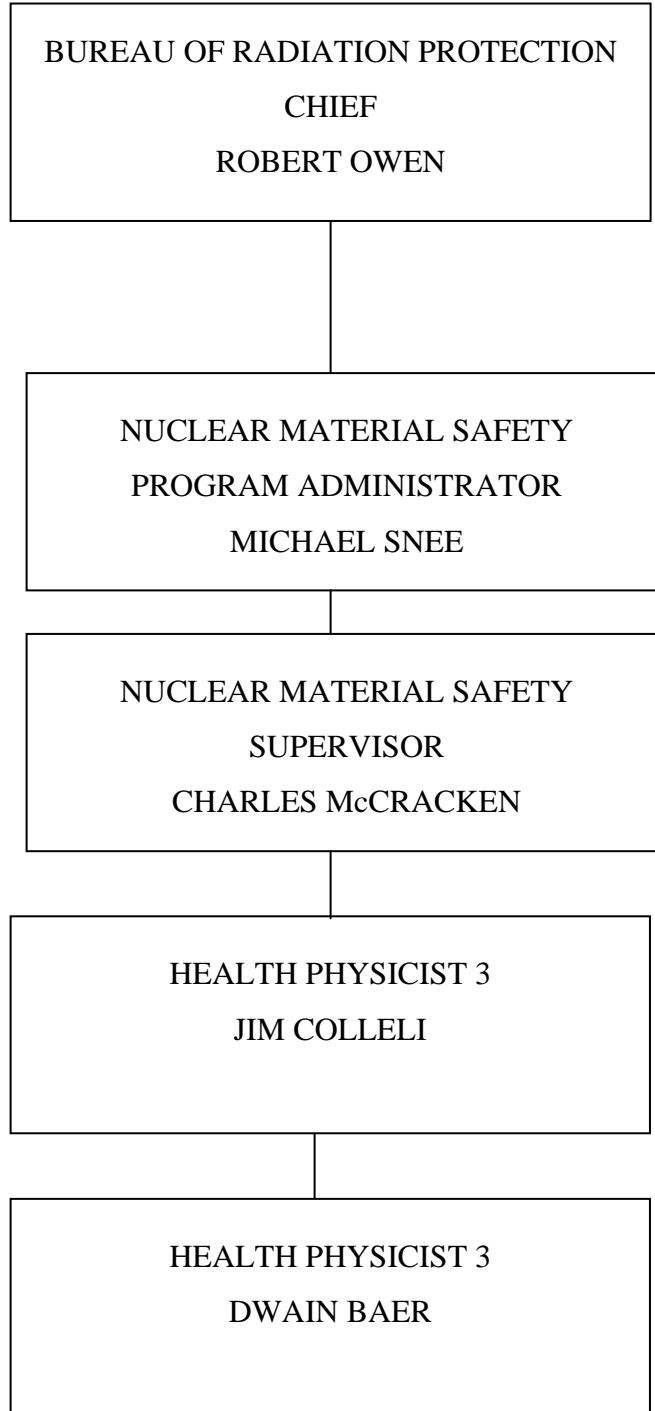 BUREAU OF RADIATION PROTECTION
CHIEF
ROBERT OWEN
NUCLEAR MATERIAL SAFETY
PROGRAM ADMINISTRATOR
MICHAEL SNEE
NUCLEAR MATERIAL SAFETY
SUPERVISOR
CHARLES McCRACKEN
HEALTH PHYSICIST 3
JIM COLLELI
HEALTH PHYSICIST 3
DWAIN BAER